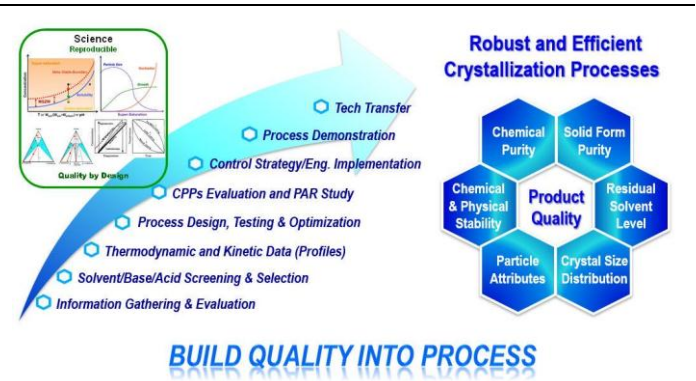 Science
Reproducible
Quality by Design
Robust and Efficient
Crystallization Processes
Tech Transfer
Process Demonstration
Control Strategy/Eng. Implementation
CPPs Evaluation and PAR Study
Process Design, Testing & Optimization
Thermodynamic and Kinetic Data (Profiles)
Solvent/Base/Acid Screening & Selection
Information Gathering & Evaluation
Chemical
Purity
Solid Form
Purity
Chemical
& Physical
Stability
Product
Quality
Residual
Solvent
Level
Particle
Attributes
Crystal Size
Distribution
BUILD QUALITY INTO PROCESS